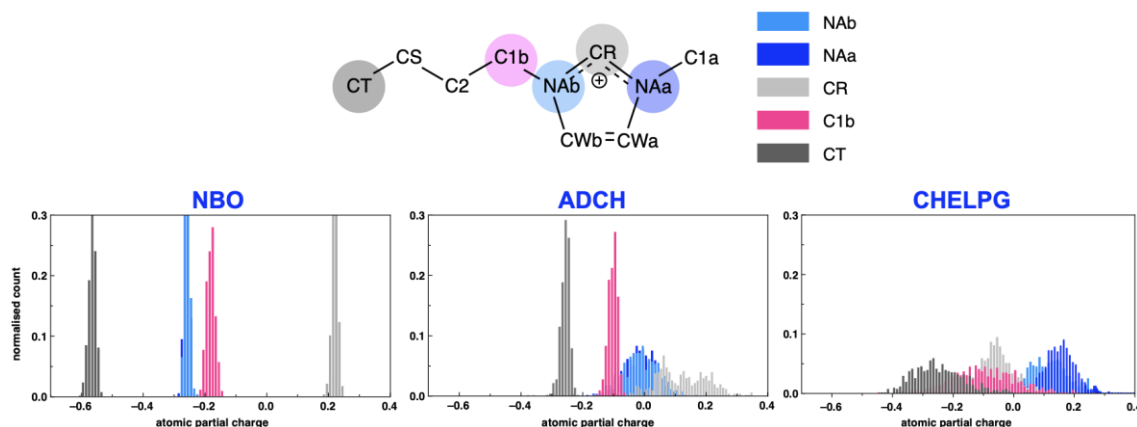 CT
CS
C2
C1b
NAb
CR
⊕
NAa
C1a
CWb
CWa
NAb
NAa
CR
C1b
CT
NBO
normalised count
0.3
0.2
0.1
0.0
−0.6 −0.4 −0.2 0.0 0.2 0.4
atomic partial charge
ADCH
0.3
0.2
0.1
0.0
−0.6 −0.4 −0.2 0.0 0.2 0.4
atomic partial charge
CHELPG
0.3
0.2
0.1
0.0
−0.6 −0.4 −0.2 0.0 0.2 0.4
atomic partial charge